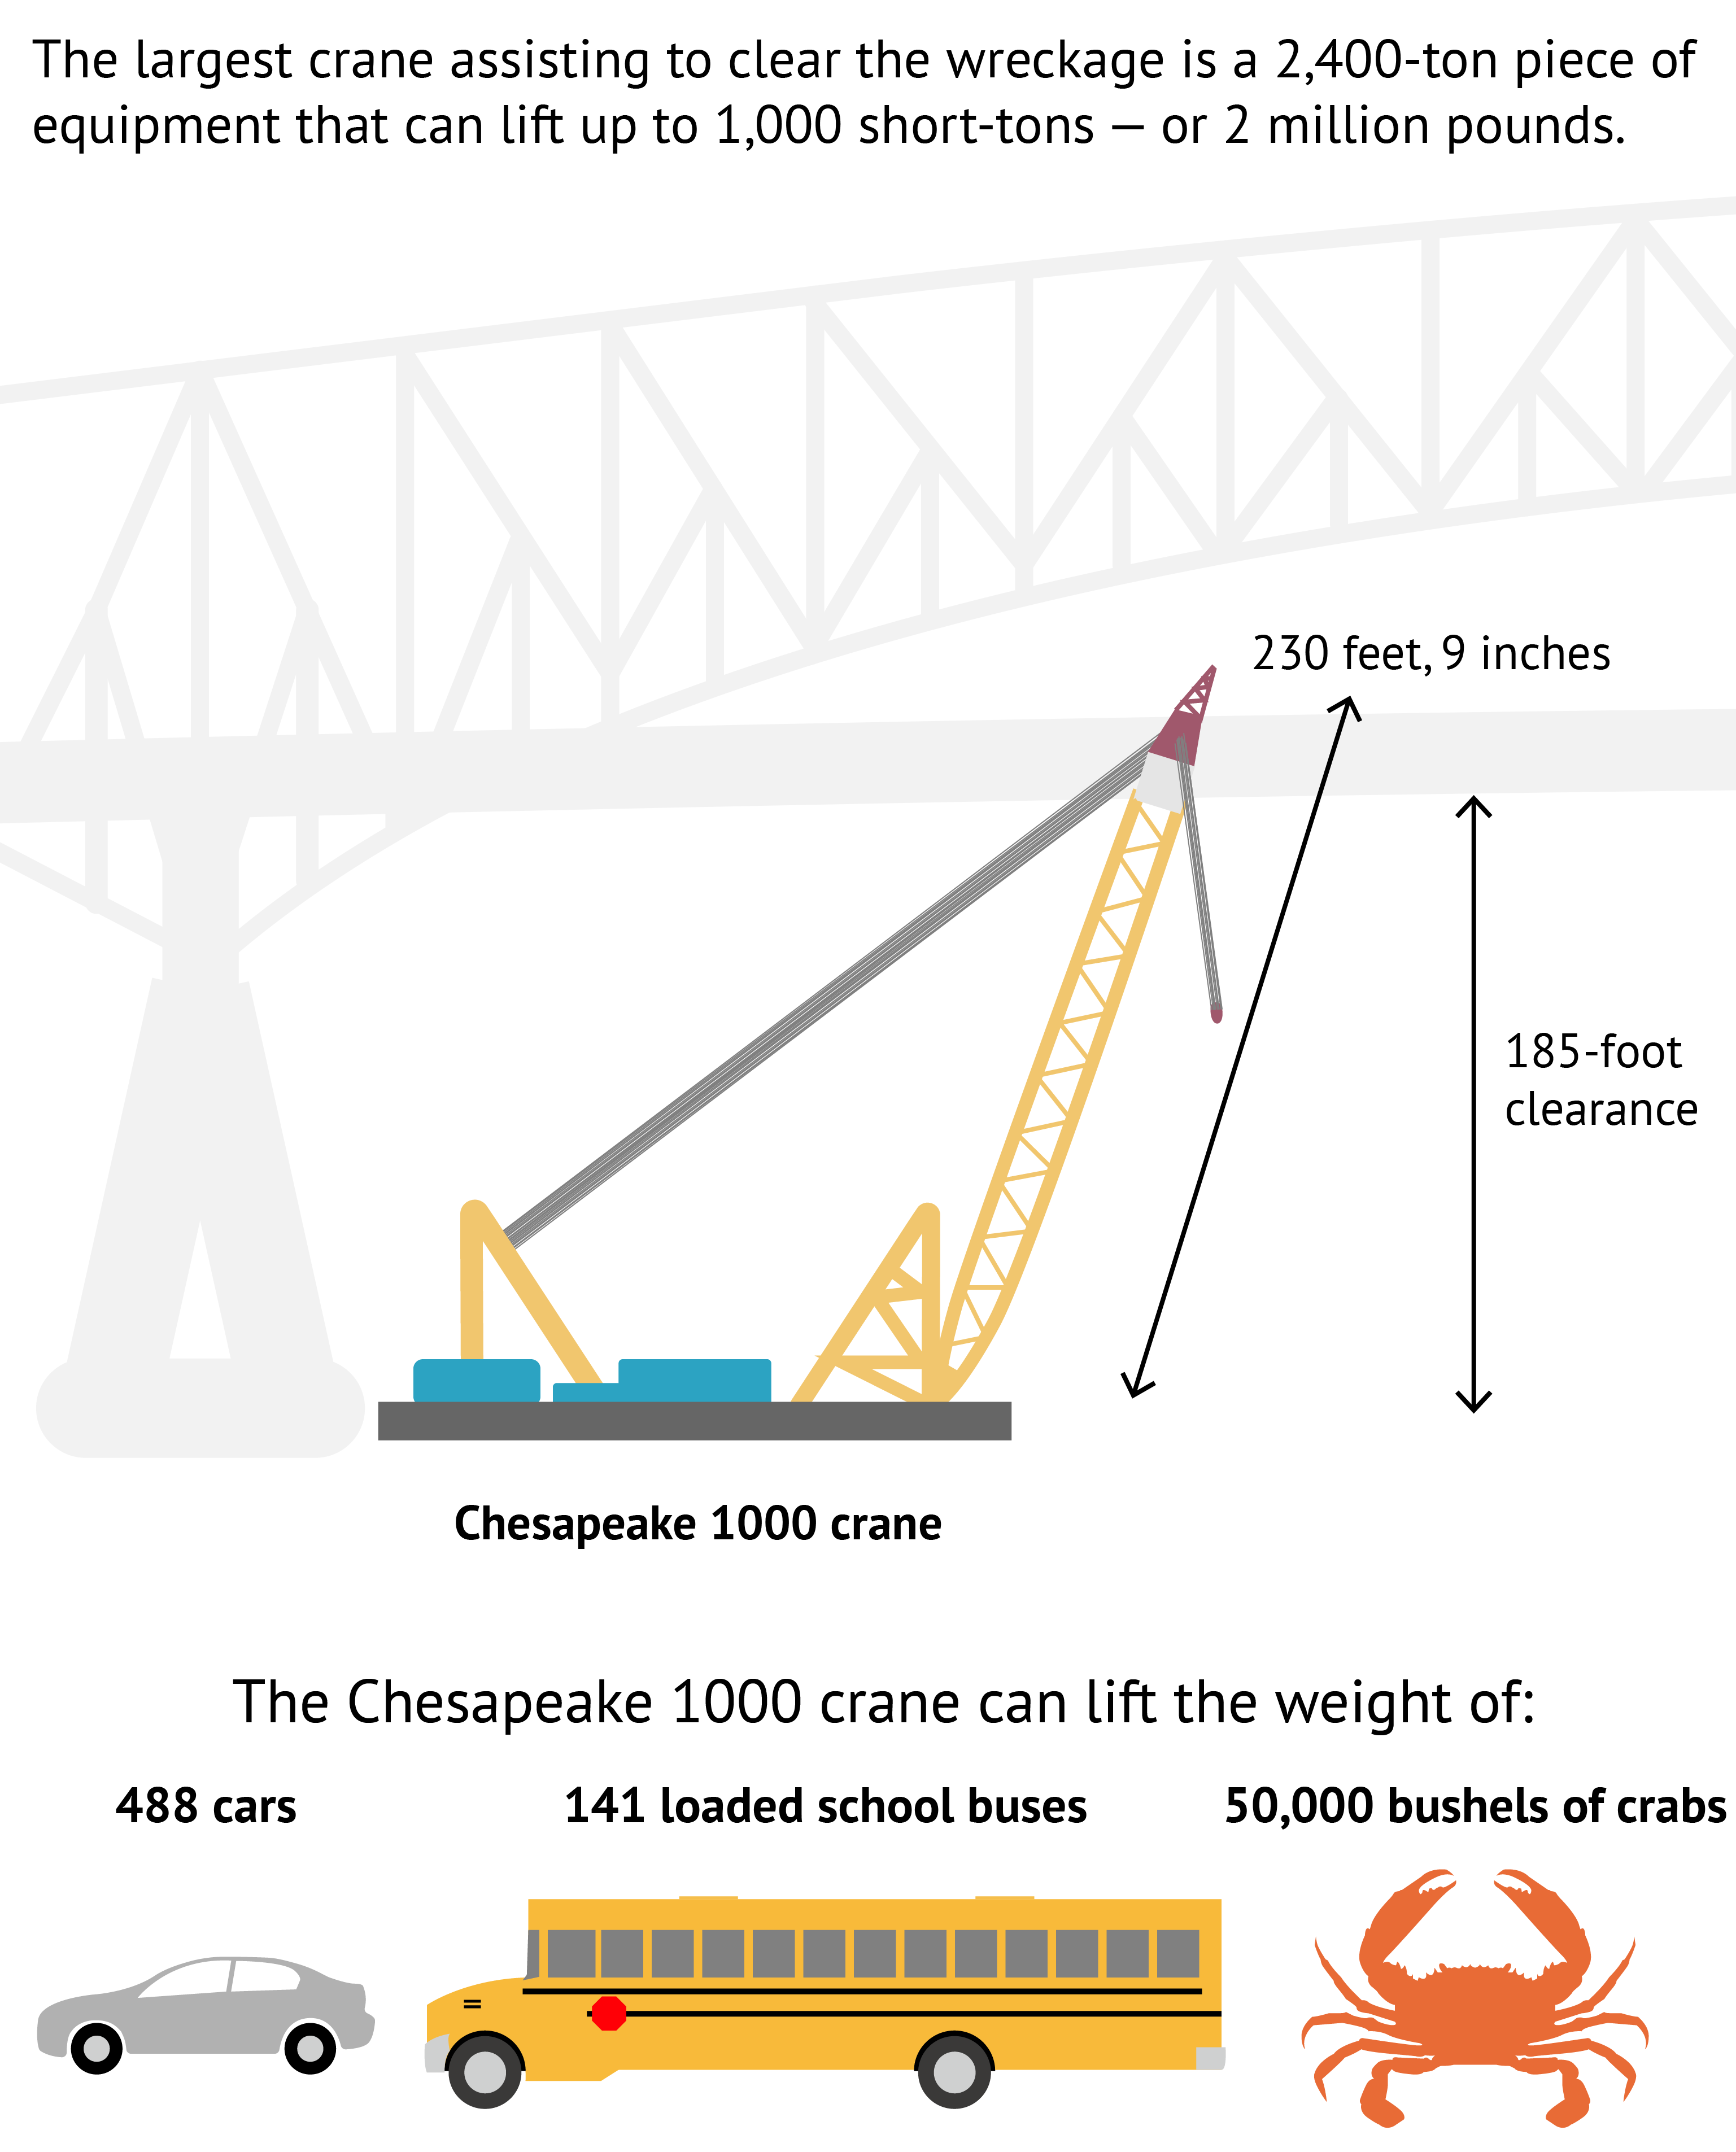 The largest crane assisting to clear the wreckage is a 2,400-ton piece of
equipment that can lift up to 1,000 short-tons — or 2 million pounds.
230 feet, 9 inches
185-foot
clearance
Chesapeake 1000 crane
The Chesapeake 1000 crane can lift the weight of:
488 cars
141 loaded school buses
50,000 bushels of crabs